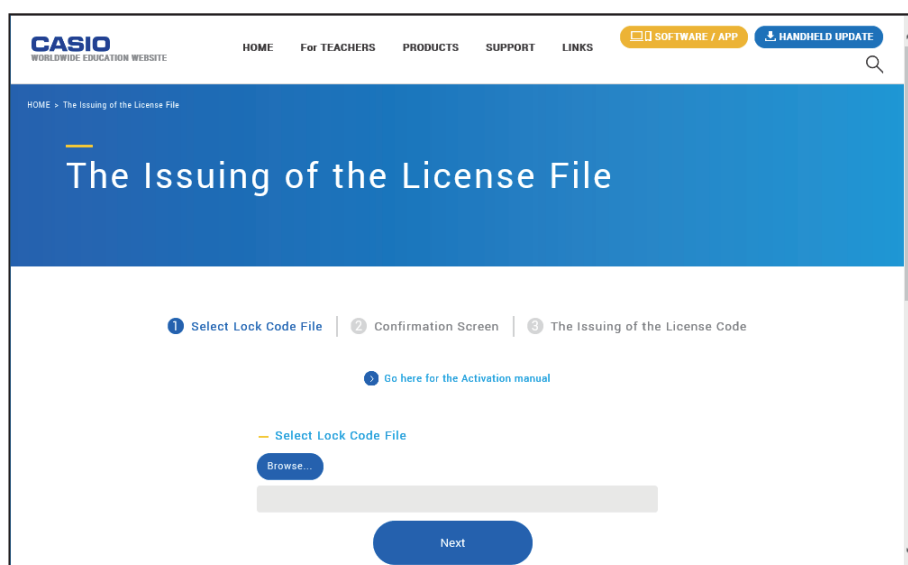 CASIO
WORLDWIDE EDUCATION WEBSITE
HOME For TEACHERS PRODUCTS SUPPORT LINKS
SOFTWARE / APP
HANDHELD UPDATE
HOME > The Issuing of the License File
The Issuing of the License File
1 Select Lock Code File 2 Confirmation Screen 3 The Issuing of the License Code
Go here for the Activation manual
Select Lock Code File
Browse...
Next